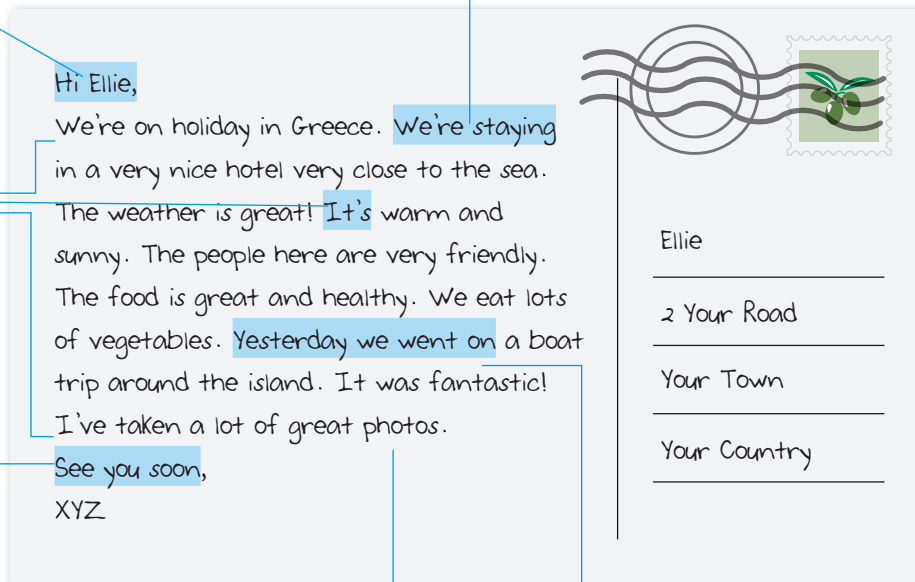 Hi Ellie,
We're on holiday in Greece. We're staying
in a very nice hotel very close to the sea.
The weather is great! It's warm and
sunny. The people here are very friendly.
The food is great and healthy. We eat lots
of vegetables. Yesterday we went on a boat
trip around the island. It was fantastic!
I've taken a lot of great photos.
See you soon,
XYZ
Ellie
2 Your Road
Your Town
Your Country